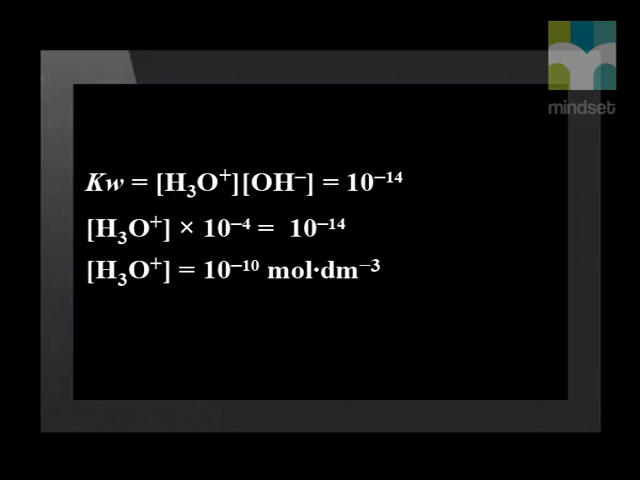 mindset
Kw = [H₃O⁺][OH⁻] = 10⁻¹⁴
[H₃O⁺] × 10⁻⁴ = 10⁻¹⁴
[H₃O⁺] = 10⁻¹⁰ mol·dm⁻³